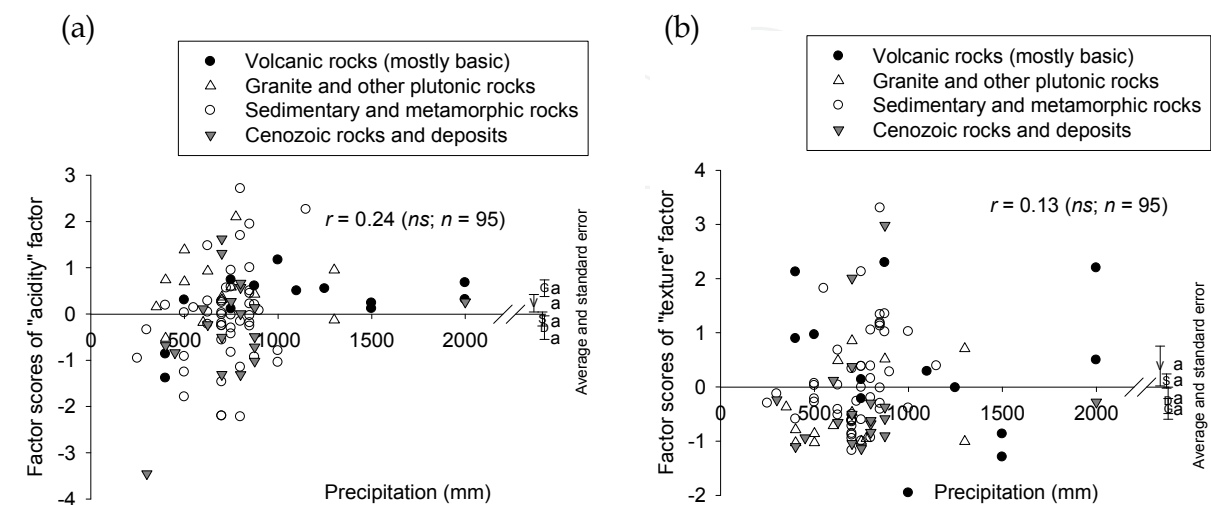 (a)
Volcanic rocks (mostly basic)
Granite and other plutonic rocks
Sedimentary and metamorphic rocks
Cenozoic rocks and deposits
r = 0.24 (ns; n = 95)
Factor scores of "acidity" factor
3
2
1
0
-1
-2
-3
-4
0 500 1000 1500 2000
Precipitation (mm)
a
a
a
a
Average and standard error
(b)
Volcanic rocks (mostly basic)
Granite and other plutonic rocks
Sedimentary and metamorphic rocks
Cenozoic rocks and deposits
r = 0.13 (ns; n = 95)
Factor scores of "texture" factor
4
3
2
1
0
-1
-2
0 500 1000 1500 2000
Precipitation (mm)
a
a
a
a
Average and standard error